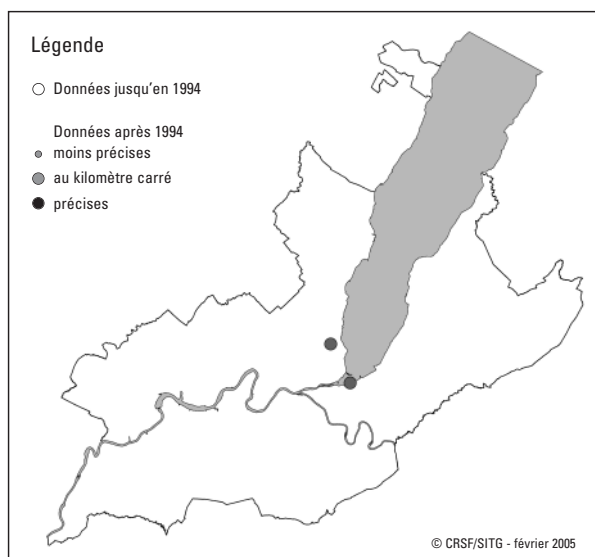 Légende
Données jusqu'en 1994
Données après 1994
moins précises
au kilomètre carré
précises
© CRSF/SITG - février 2005